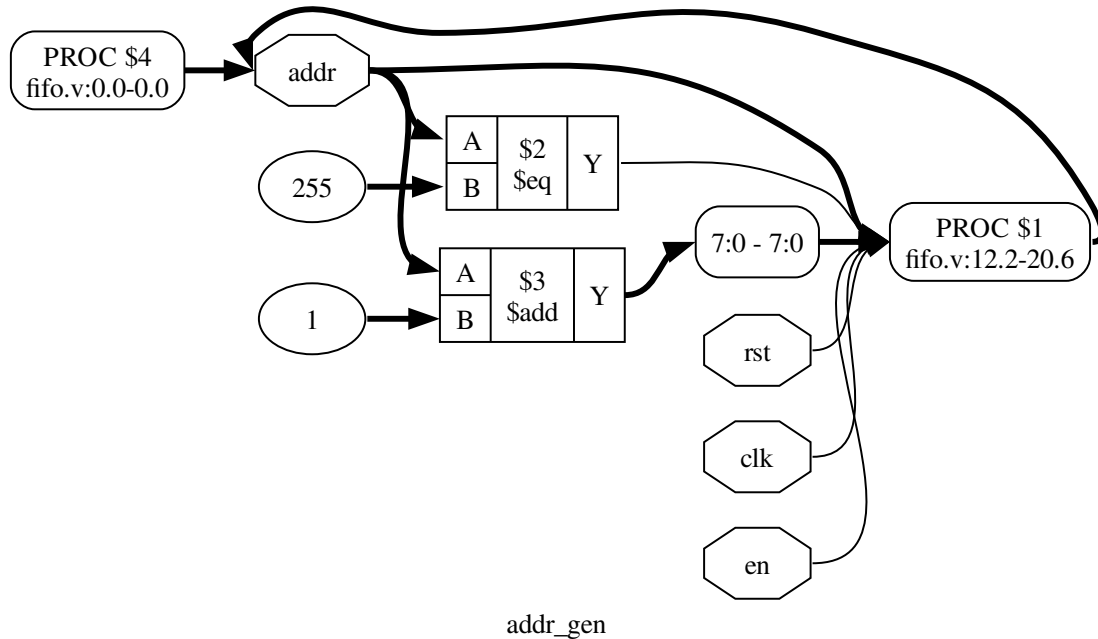 PROC $4
fifo.v:0.0-0.0
addr
255
1
A
B
$2
$eq
Y
A
B
$3
$add
Y
7:0 - 7:0
rst
clk
en
PROC $1
fifo.v:12.2-20.6
addr_gen